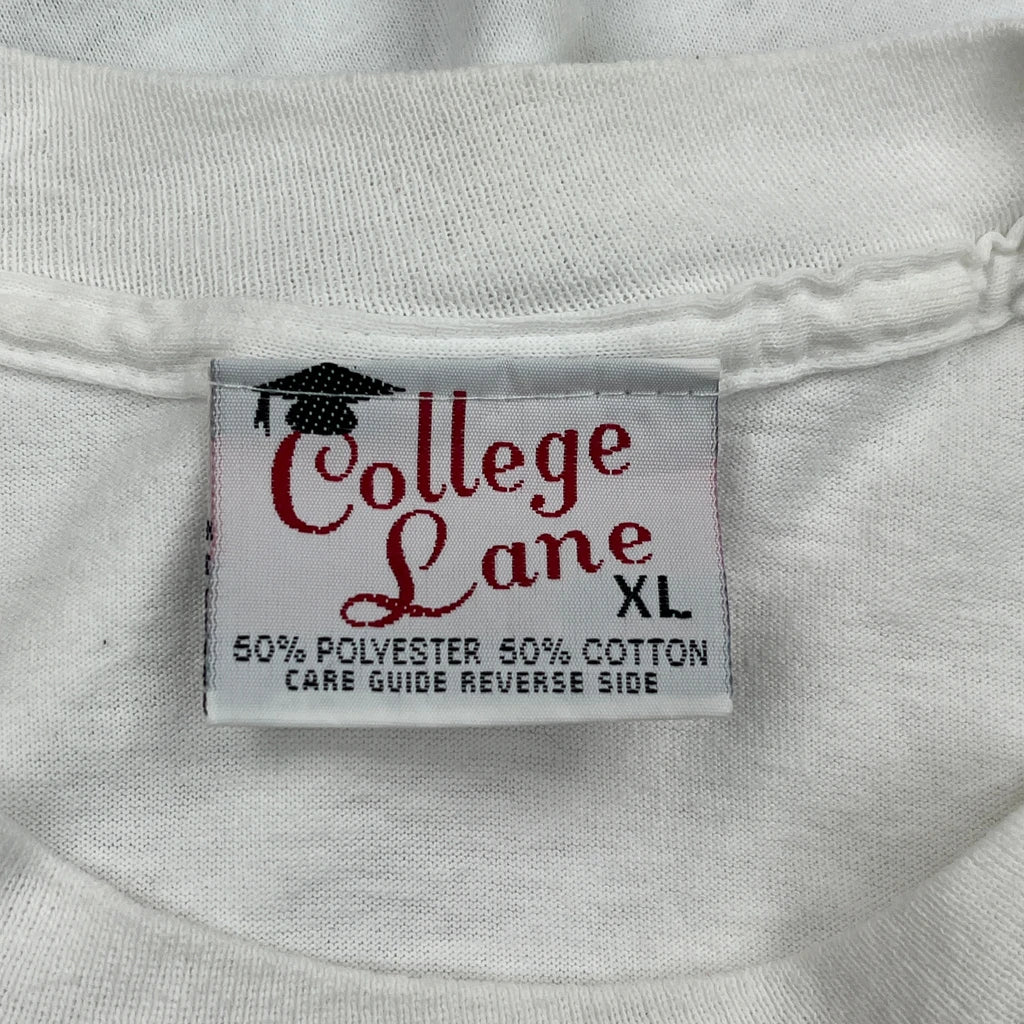 College
Lane
XL
50% POLYESTER 50% COTTON
CARE GUIDE REVERSE SIDE